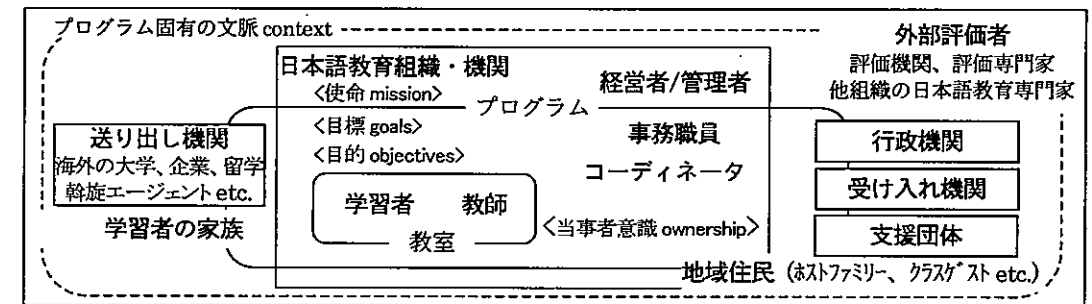 プログラム固有の文脈 context
外部評価者
評価機関、評価専門家
他組織の日本語教育専門家
日本語教育組織・機関
<使命 mission>
経営者/管理者
プログラム
<目標 goals>
<目的 objectives>
事務職員
コーディネータ
送り出し機関
海外の大学、企業、留学
斡旋エージェント etc.
学習者の家族
学習者 教師
教室
<当事者意識 ownership>
行政機関
受け入れ機関
支援団体
地域住民 (ホストファミリー、クラスゲスト etc.)